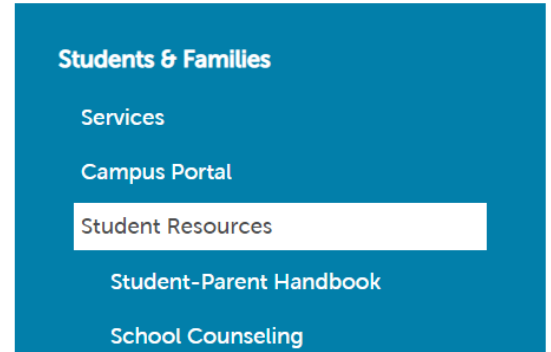 Students & Families
Services
Campus Portal
Student Resources
Student-Parent Handbook
School Counseling